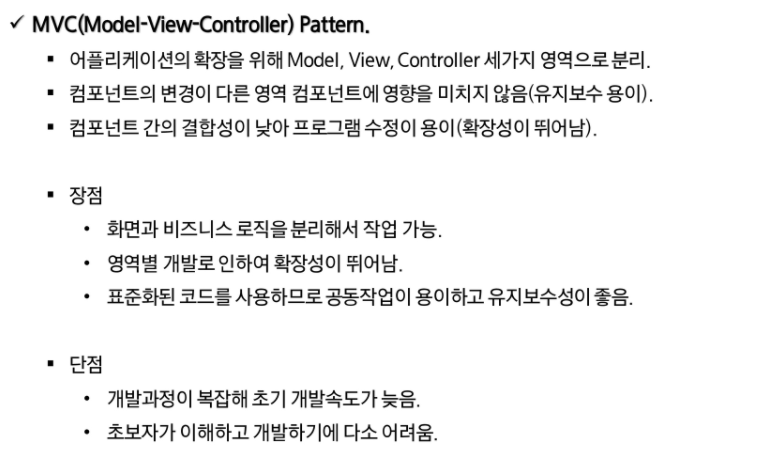 ✓ MVC(Model-View-Controller) Pattern.
▪ 어플리케이션의 확장을 위해 Model, View, Controller 세가지 영역으로 분리.
▪ 컴포넌트의 변경이 다른 영역 컴포넌트에 영향을 미치지 않음(유지보수 용이).
▪ 컴포넌트 간의 결합성이 낮아 프로그램 수정이 용이(확장성이 뛰어남).
▪ 장점
• 화면과 비즈니스 로직을 분리해서 작업 가능.
• 영역별 개발로 인하여 확장성이 뛰어남.
• 표준화된 코드를 사용하므로 공동작업이 용이하고 유지보수성이 좋음.
▪ 단점
• 개발과정이 복잡해 초기 개발속도가 늦음.
• 초보자가 이해하고 개발하기에 다소 어려움.